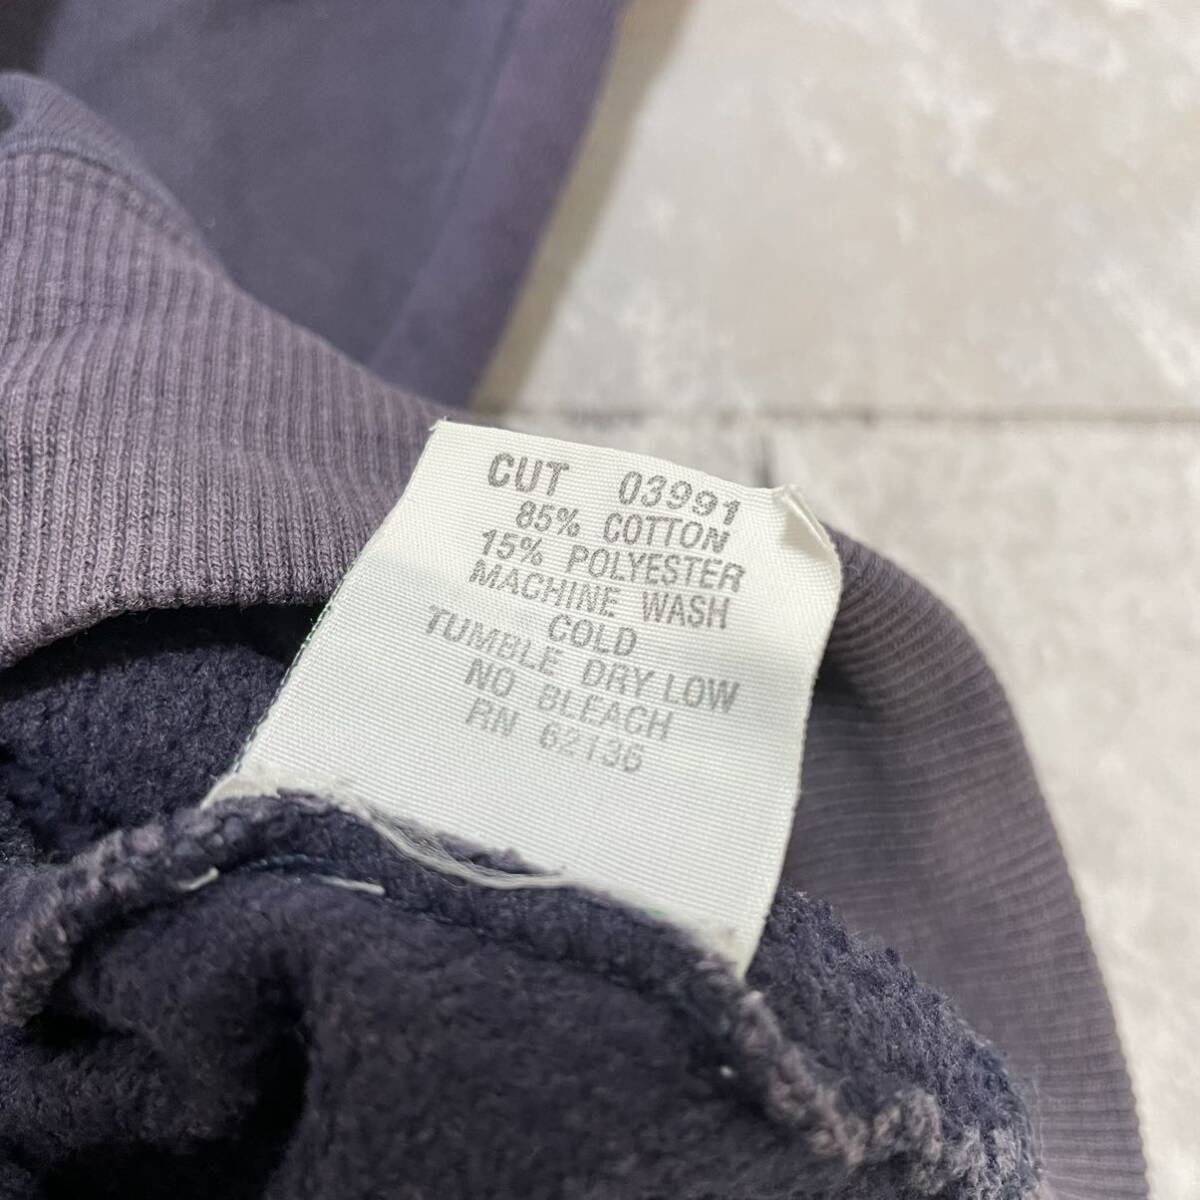 CUT 03991
85% COTTON
15% POLYESTER
MACHINE WASH
COLD
TUMBLE DRY LOW
NO BLEACH
RN 62136